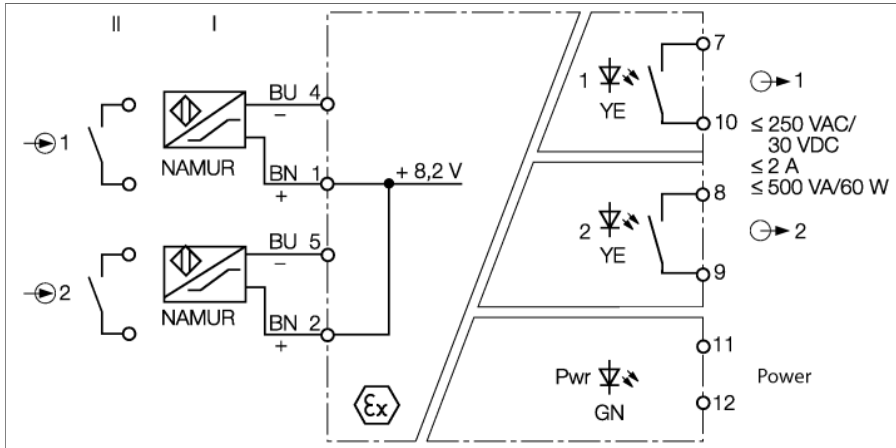 II I
1
BU 4
−
NAMUR
BN 1
+
+ 8,2 V
2
BU 5
−
NAMUR
BN 2
+
Ex
1
YE
7
10
1
≤ 250 VAC/
30 VDC
≤ 2 A
≤ 500 VA/60 W
2
YE
8
9
2
Pwr
GN
11
12
Power